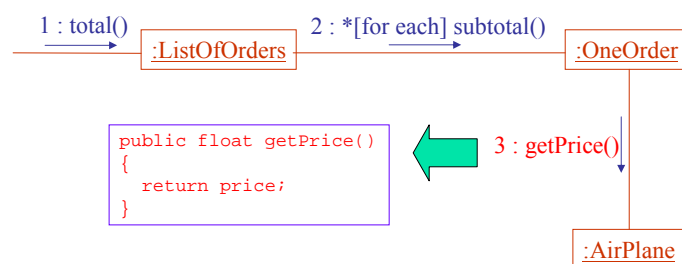 1 : total()
2 : *[for each] subtotal()
:ListOfOrders
:OneOrder
public float getPrice()
{
return price;
}
3 : getPrice()
:AirPlane